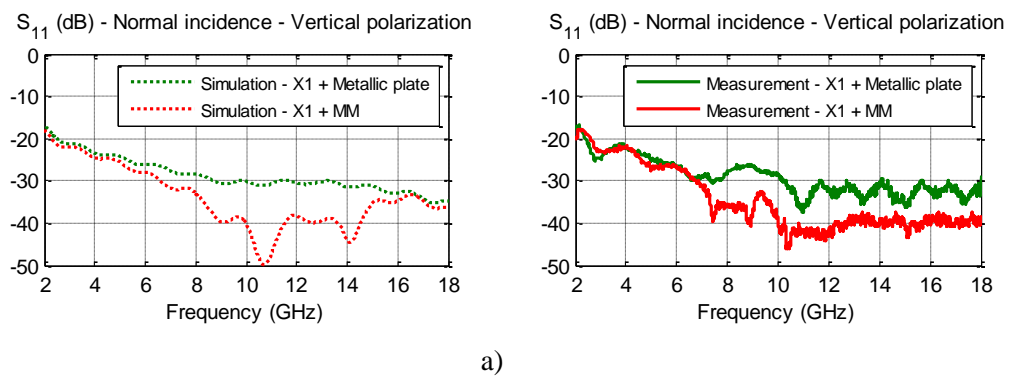 S11 (dB) - Normal incidence - Vertical polarization
0
-10
-20
-30
-40
-50
Simulation - X1 + Metallic plate
Simulation - X1 + MM
2 4 6 8 10 12 14 16 18
Frequency (GHz)
S11 (dB) - Normal incidence - Vertical polarization
0
-10
-20
-30
-40
-50
Measurement - X1 + Metallic plate
Measurement - X1 + MM
2 4 6 8 10 12 14 16 18
Frequency (GHz)
a)